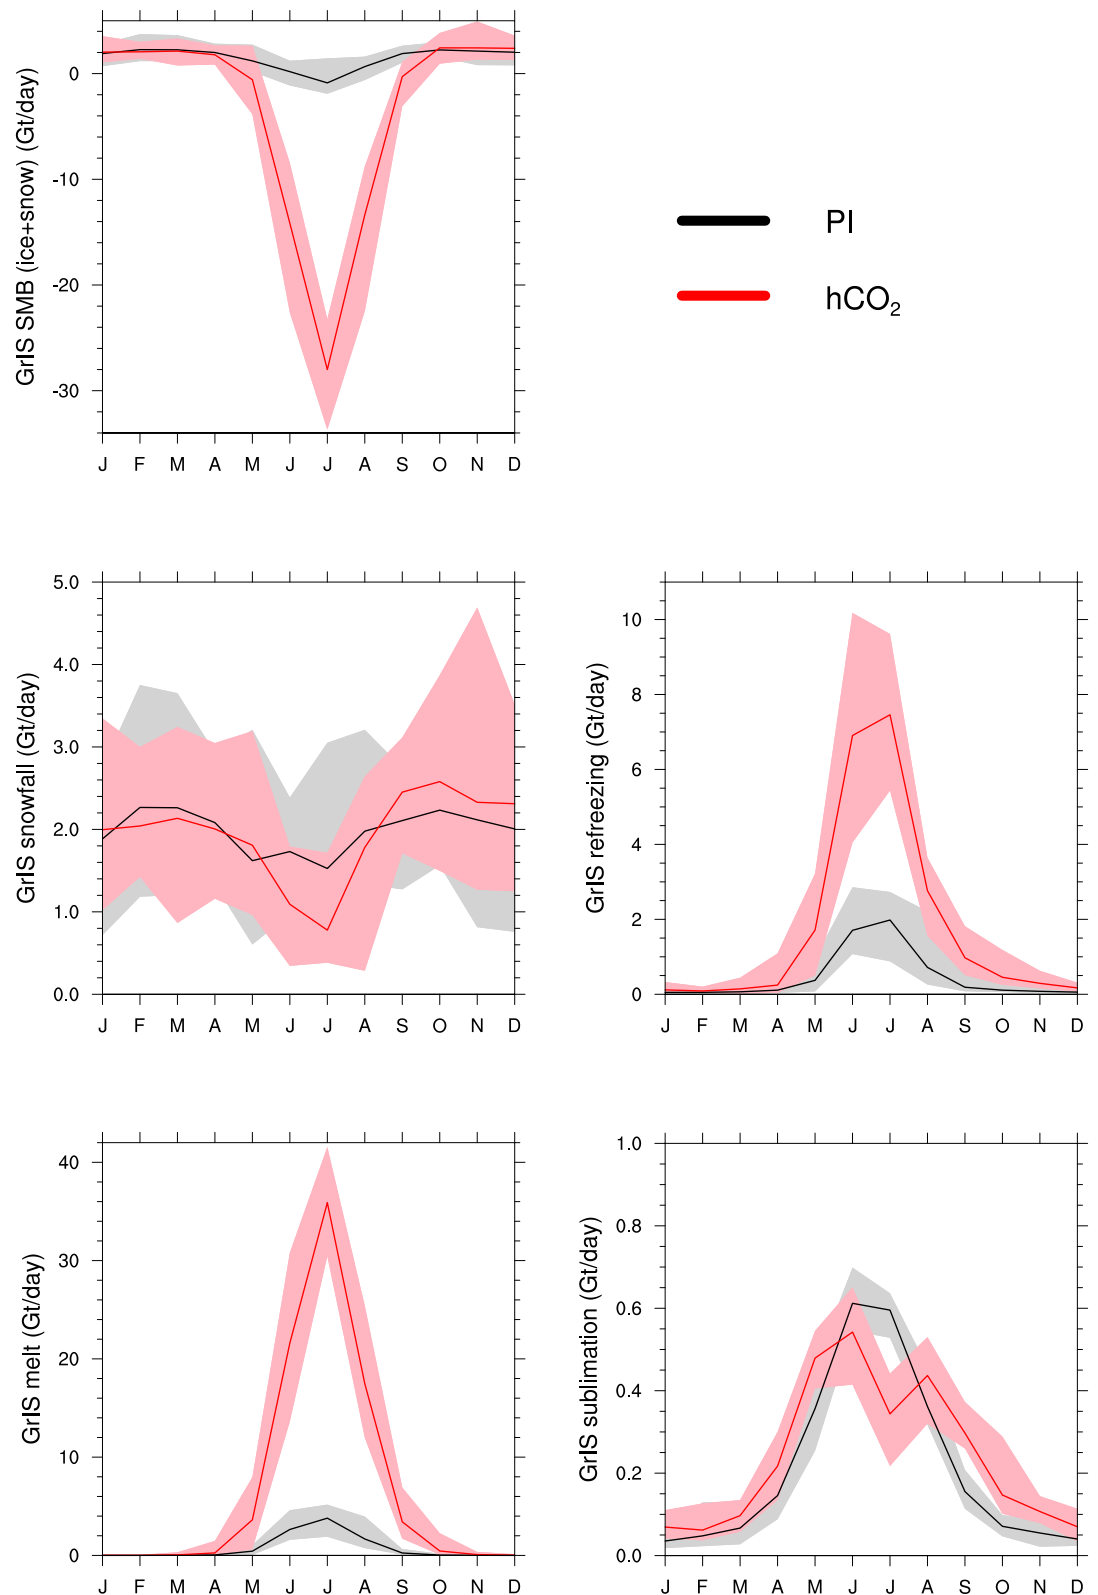 GrIS SMB (ice+snow) (Gt/day)
0
-10
-20
-30
J F M A M J J A S O N D
PI
hCO₂
GrIS snowfall (Gt/day)
5.0
4.0
3.0
2.0
1.0
0.0
J F M A M J J A S O N D
GrIS refreezing (Gt/day)
10
8
6
4
2
0
J F M A M J J A S O N D
GrIS melt (Gt/day)
40
30
20
10
0
J F M A M J J A S O N D
GrIS sublimation (Gt/day)
1.0
0.8
0.6
0.4
0.2
0.0
J F M A M J J A S O N D